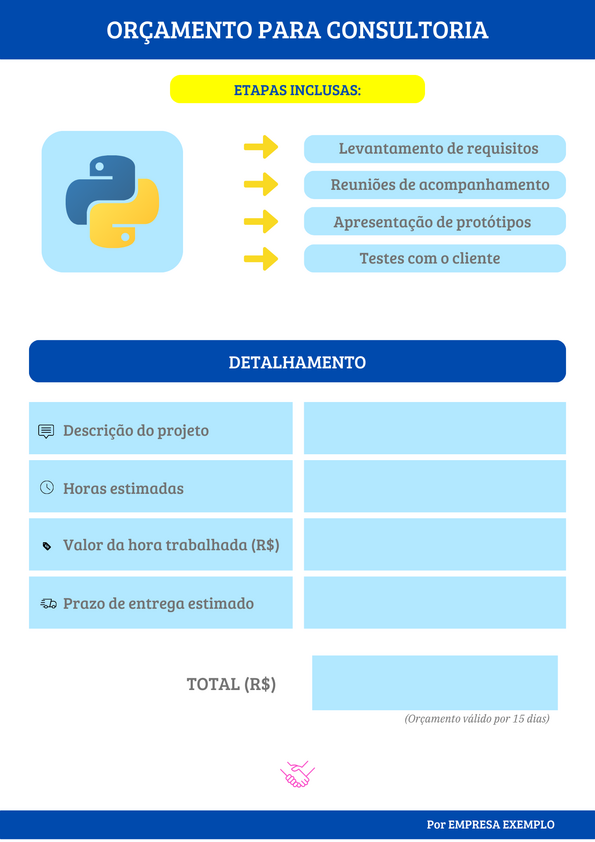 ORÇAMENTO PARA CONSULTORIA
ETAPAS INCLUSAS:
Levantamento de requisitos
Reuniões de acompanhamento
Apresentação de protótipos
Testes com o cliente
DETALHAMENTO
Descrição do projeto
Horas estimadas
Valor da hora trabalhada (R$)
Prazo de entrega estimado
TOTAL (R$)
(Orçamento válido por 15 dias)
Por EMPRESA EXEMPLO